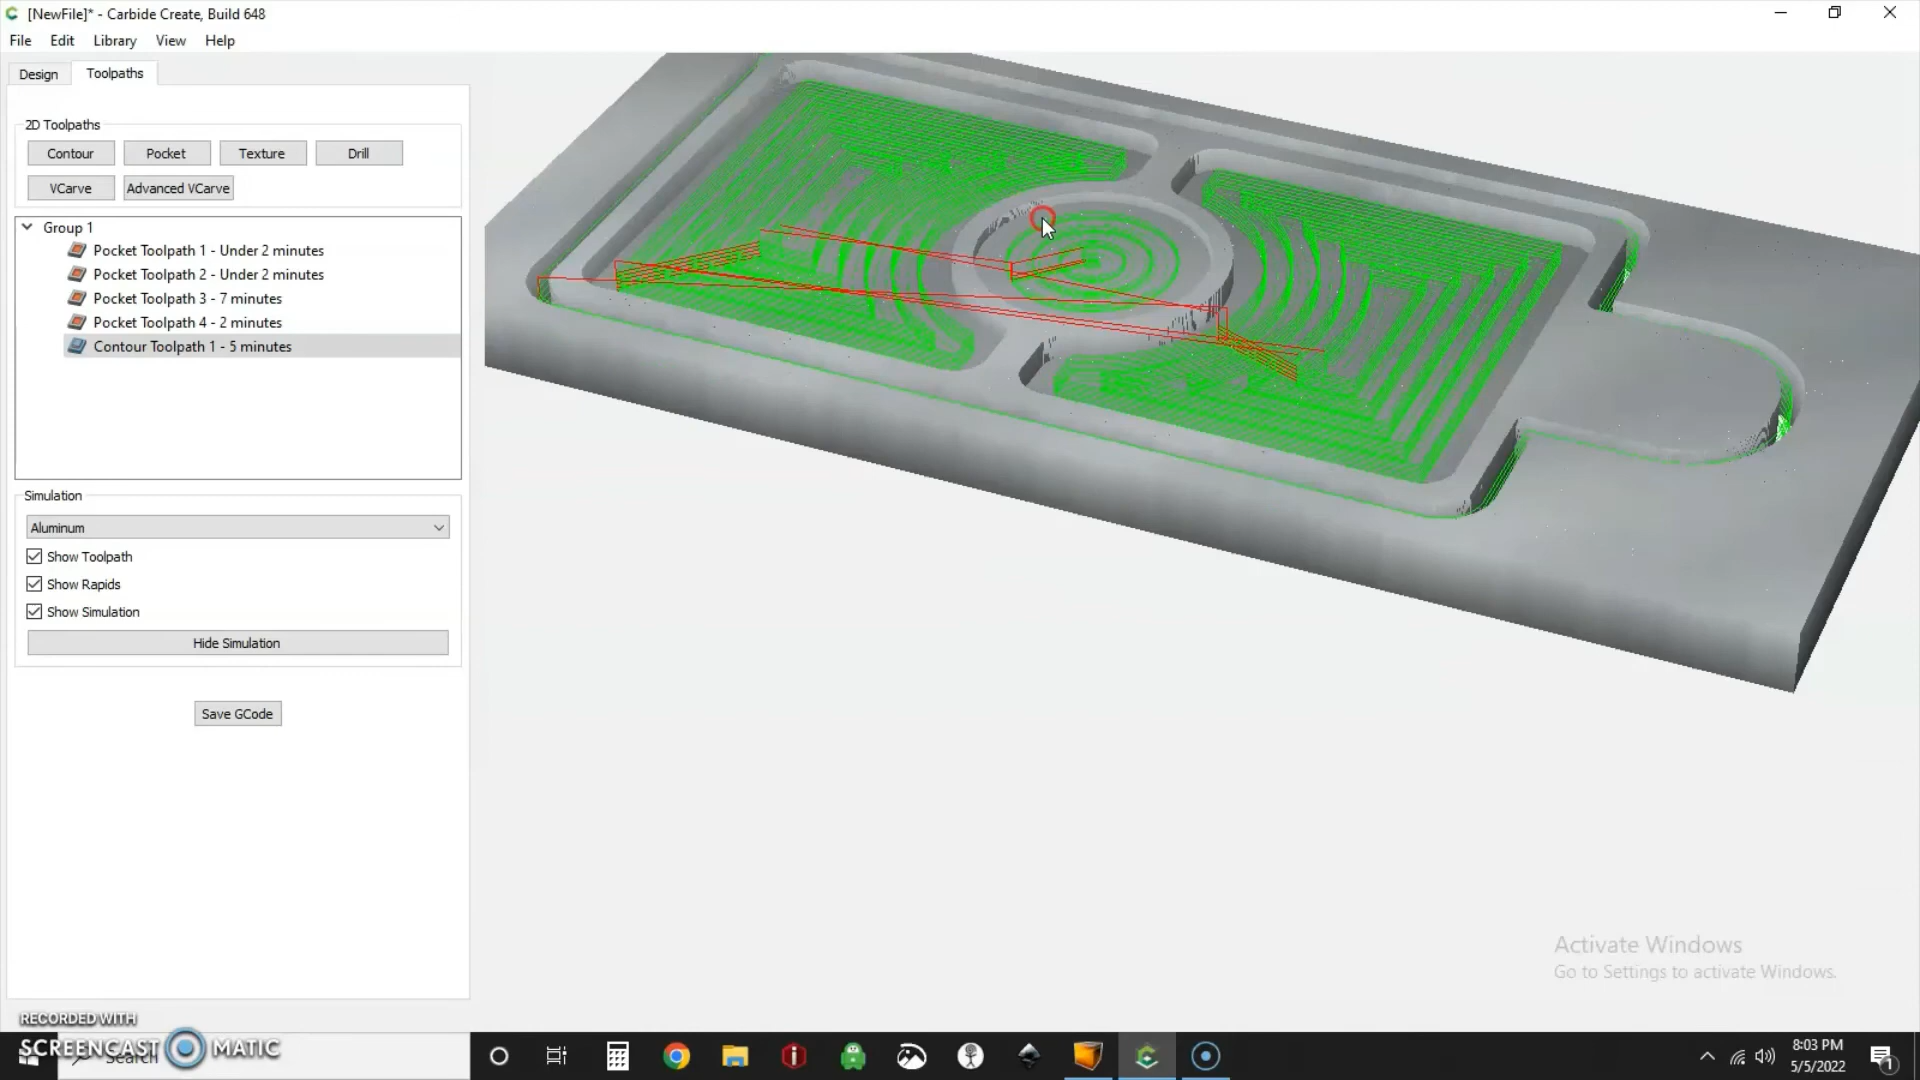 [NewFile]* - Carbide Create, Build 648
File Edit Library View Help
Design Toolpaths
2D Toolpaths
Contour Pocket Texture Drill
VCarve Advanced VCarve
Group 1
Pocket Toolpath 1 - Under 2 minutes
Pocket Toolpath 2 - Under 2 minutes
Pocket Toolpath 3 - 7 minutes
Pocket Toolpath 4 - 2 minutes
Contour Toolpath 1 - 5 minutes
Simulation
Aluminum
Show Toolpath
Show Rapids
Show Simulation
Hide Simulation
Save GCode
Activate Windows
Go to Settings to activate Windows.
RECORDED WITH
SCREENCAST MATIC
Search
8:03 PM
5/5/2022
1